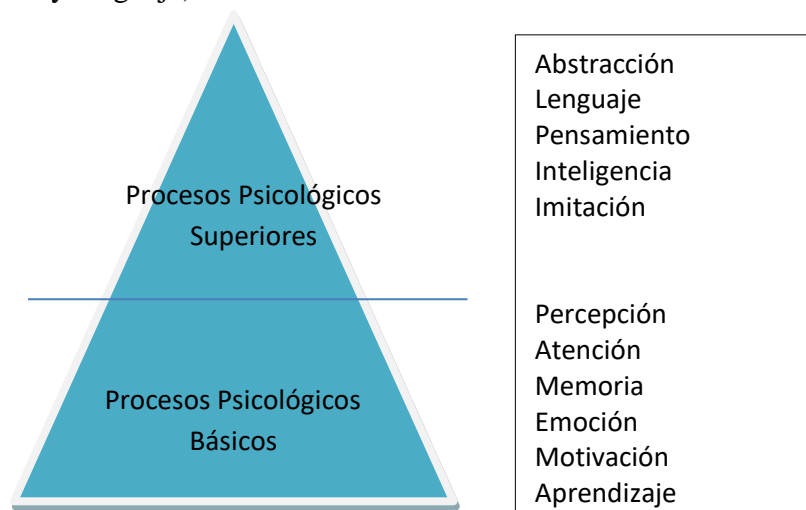 Procesos Psicológicos
Superiores
Procesos Psicológicos
Básicos
Abstracción
Lenguaje
Pensamiento
Inteligencia
Imitación
Percepción
Atención
Memoria
Emoción
Motivación
Aprendizaje